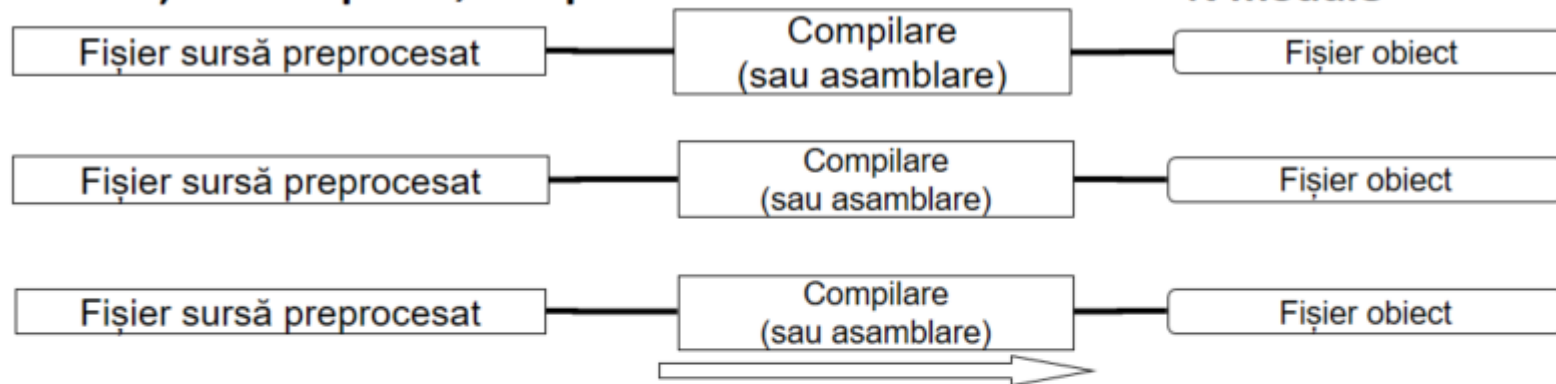 Fișier sursă preprocesat
Compilare
(sau asamblare)
Fișier obiect
Fișier sursă preprocesat
Compilare
(sau asamblare)
Fișier obiect
Fișier sursă preprocesat
Compilare
(sau asamblare)
Fișier obiect